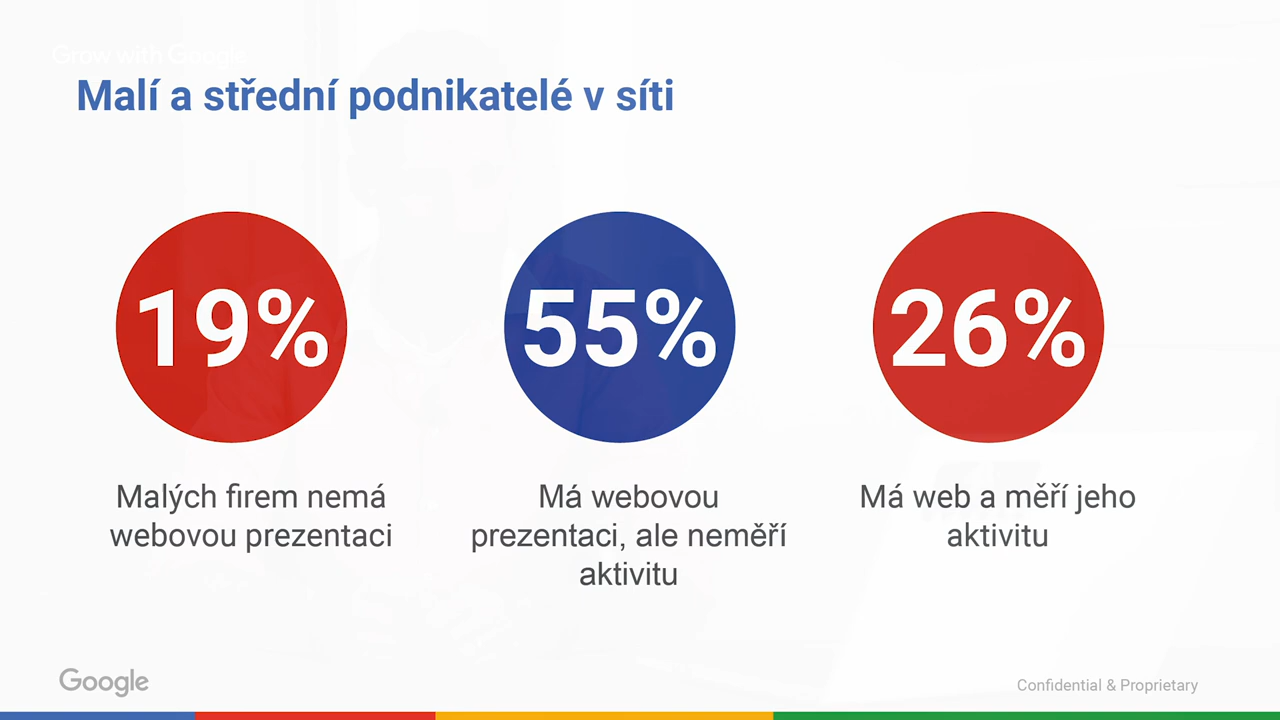 Grow with Google
Malí a střední podnikatelé v síti
19%
55%
26%
Malých firem nemá
webovou prezentaci
Má webovou
prezentaci, ale neměří
aktivitu
Má web a měří jeho
aktivitu
Google
Confidential & Proprietary